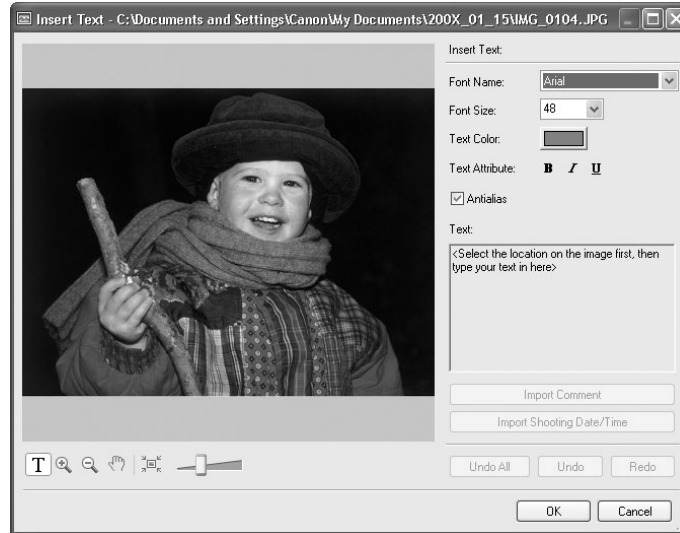 Insert Text - C:\Documents and Settings\Canon\My Documents\200X_01_15\IMG_0104.JPG
Insert Text:
Font Name: Arial
Font Size: 48
Text Color:
Text Attribute: B I U
Antialias
Text:
<Select the location on the image first, then
type your text in here>
Import Comment
Import Shooting Date/Time
T
Undo All Undo Redo
OK Cancel